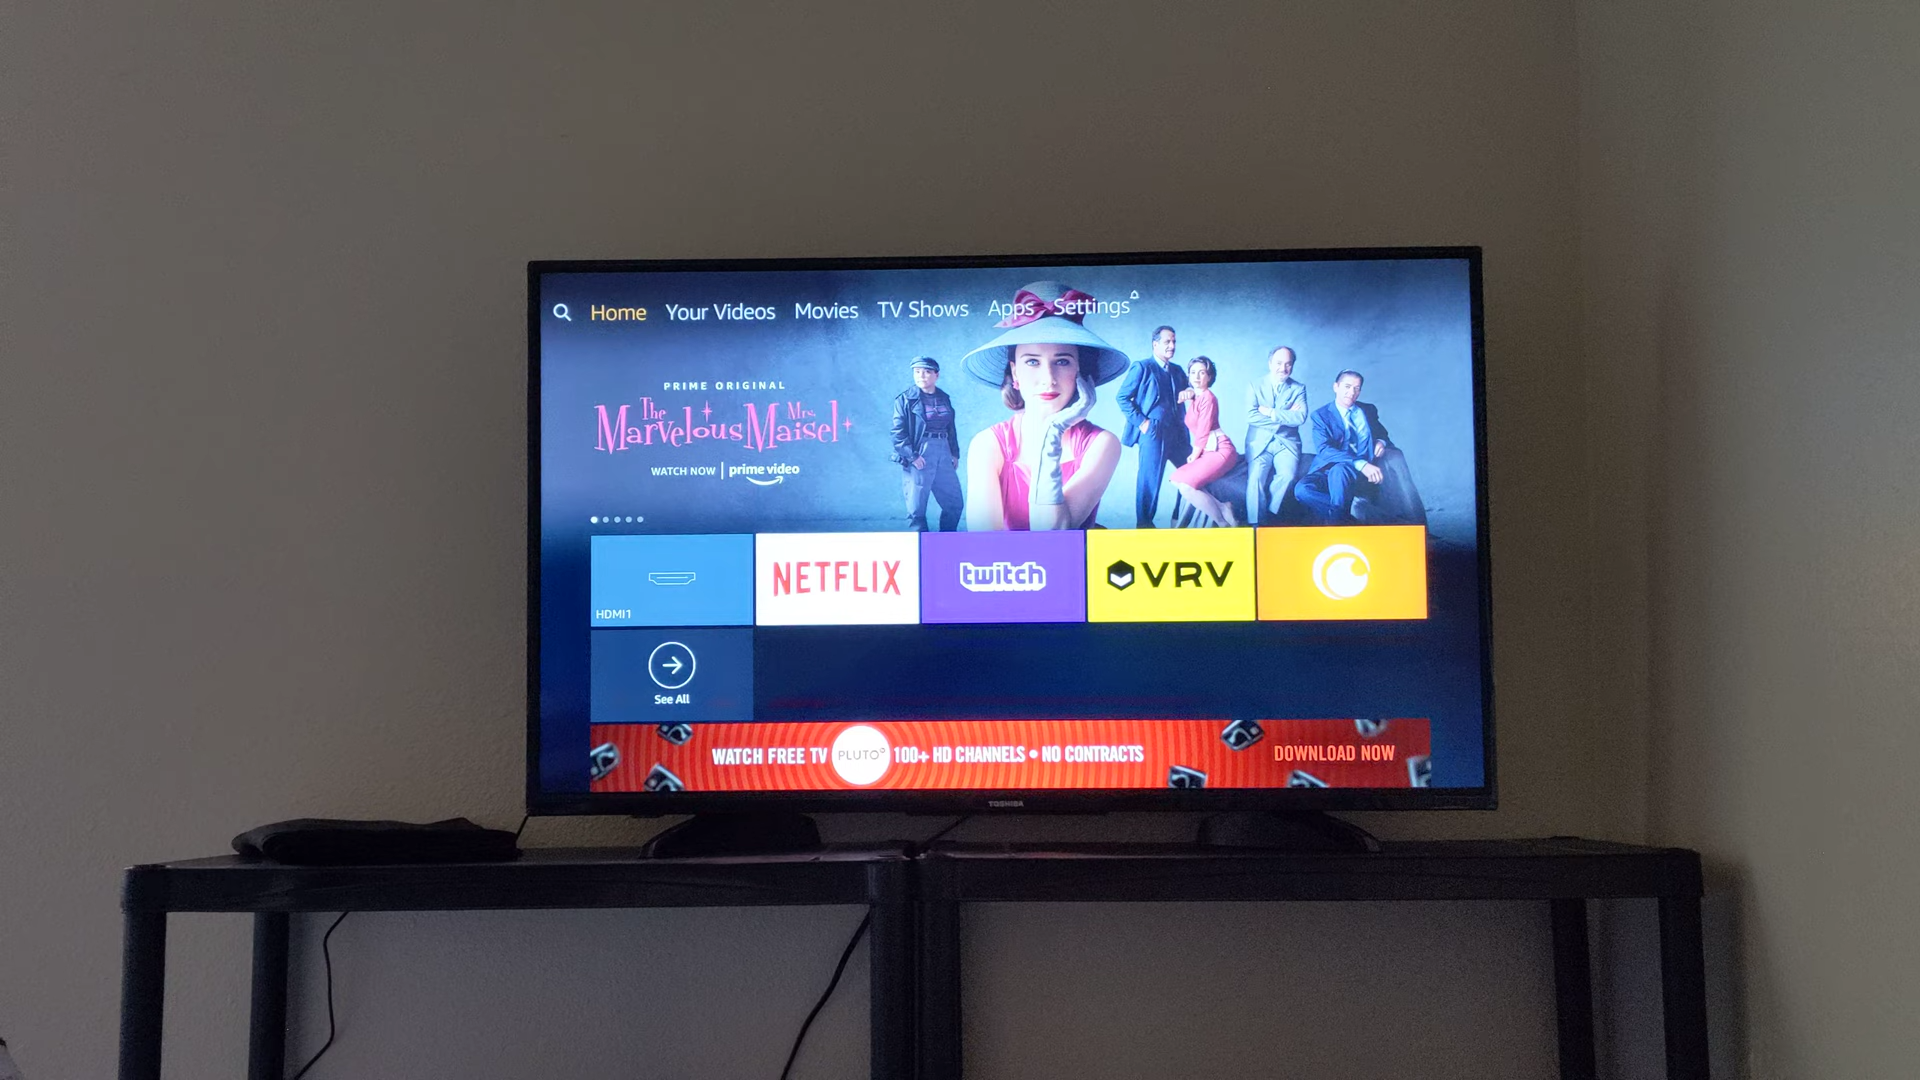 Home Your Videos Movies TV Shows Apps Settings
PRIME ORIGINAL
The Marvelous Mrs. Maisel
WATCH NOW | prime video
HDMI1
NETFLIX
twitch
VRV
See All
WATCH FREE TV PLUTO 100+ HD CHANNELS • NO CONTRACTS DOWNLOAD NOW
TOSHIBA